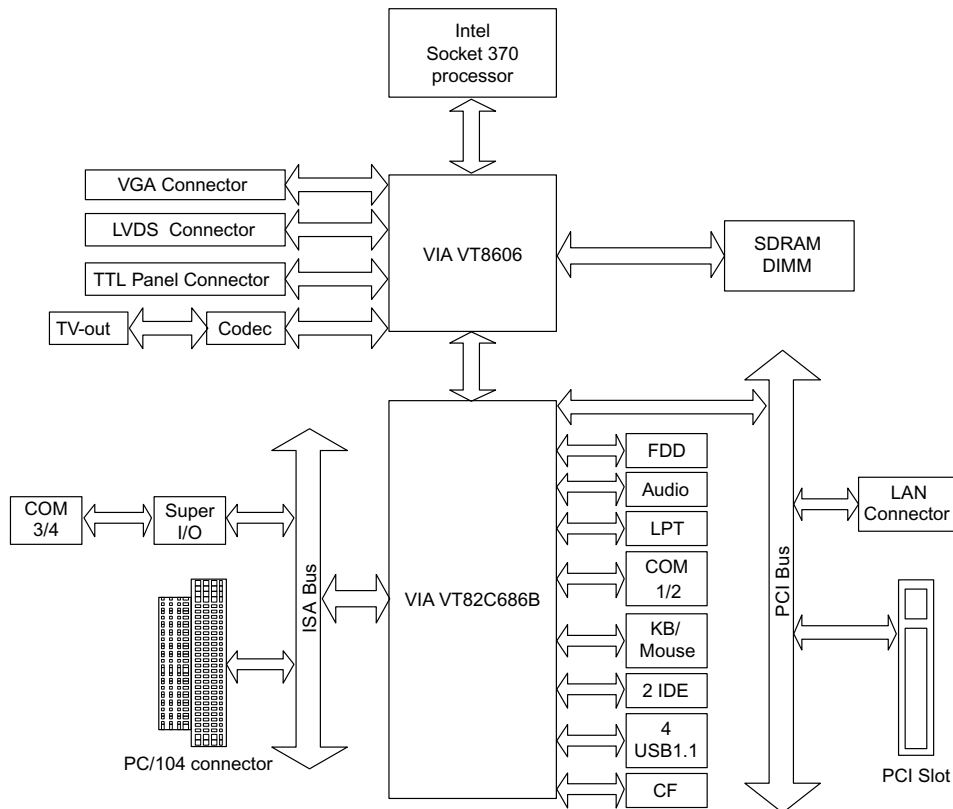 Intel
Socket 370
processor
VGA Connector
LVDS Connector
TTL Panel Connector
TV-out
Codec
VIA VT8606
SDRAM
DIMM
COM
3/4
Super
I/O
ISA Bus
PC/104 connector
VIA VT82C686B
FDD
Audio
LPT
COM
1/2
KB/
Mouse
2 IDE
4
USB1.1
CF
PCI Bus
LAN
Connector
PCI Slot